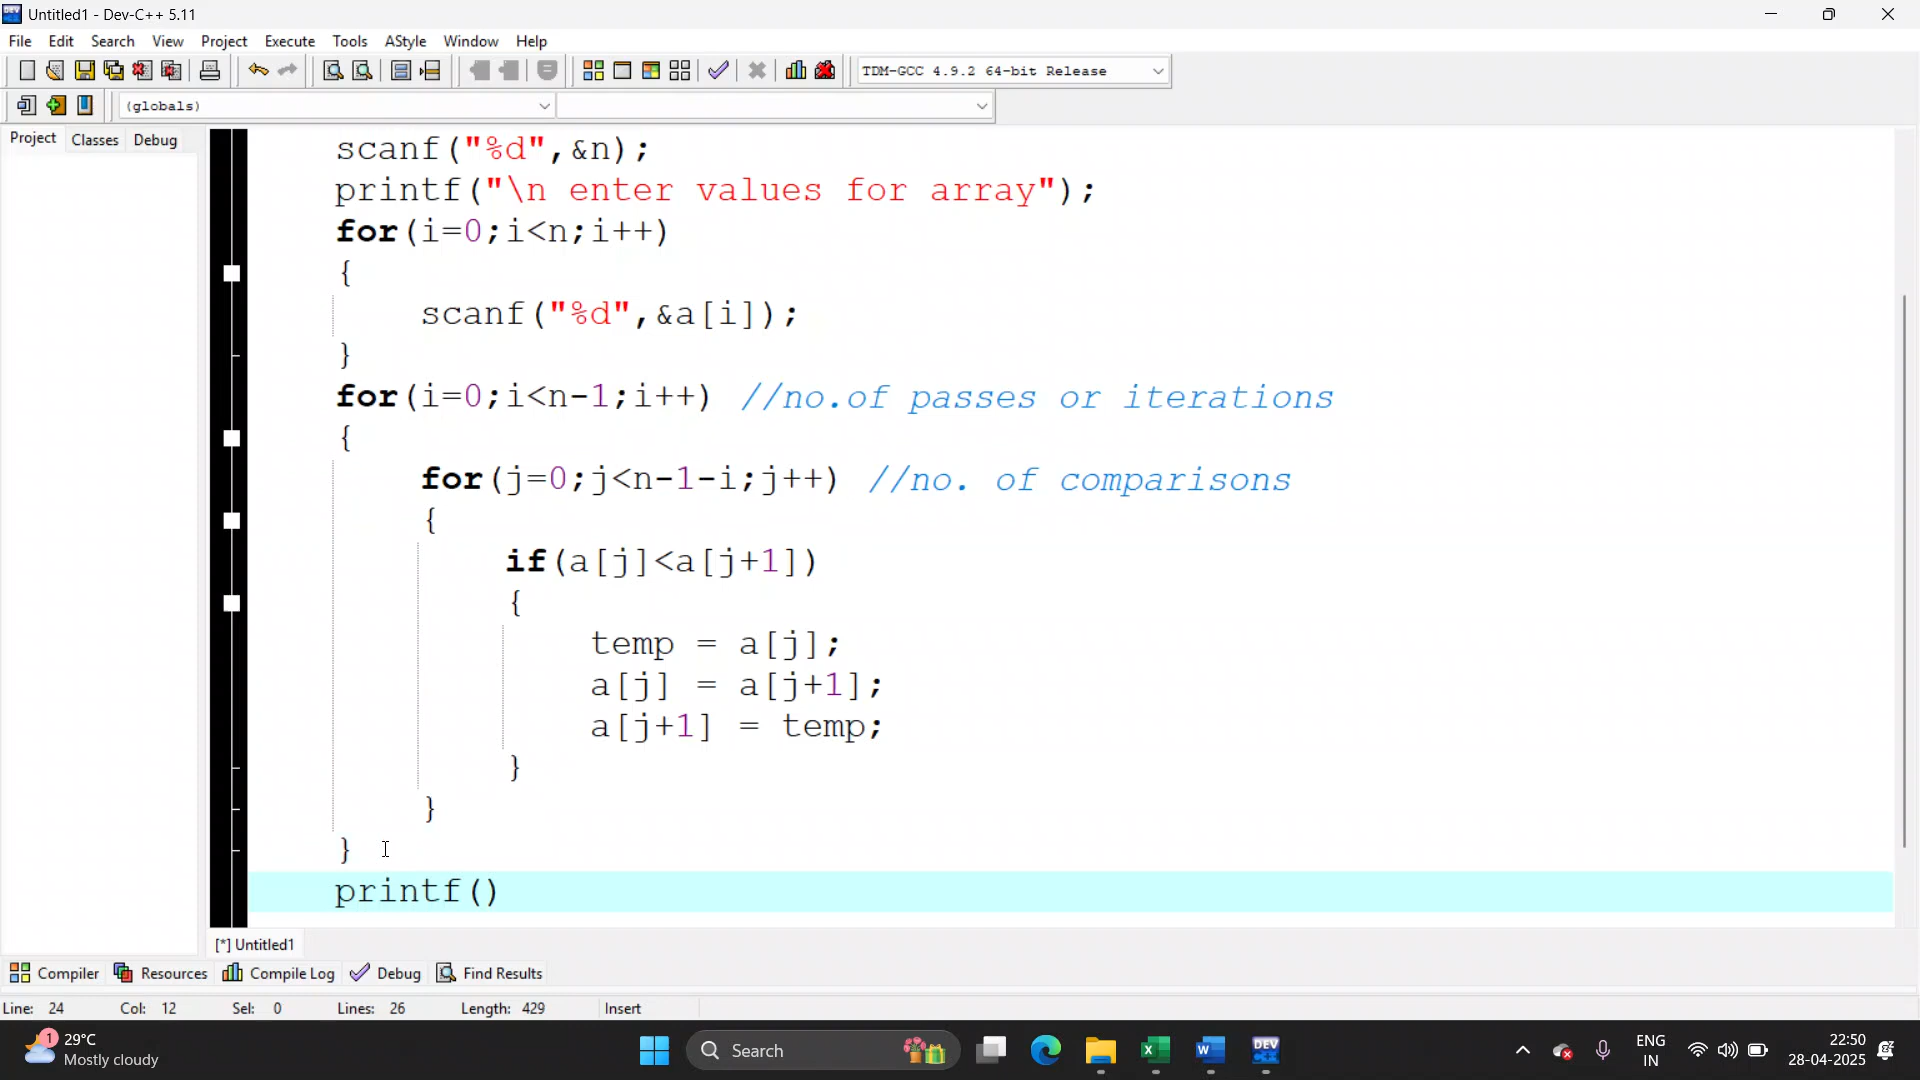 Untitled1 - Dev-C++ 5.11
File Edit Search View Project Execute Tools AStyle Window Help
TDM-GCC 4.9.2 64-bit Release
(globals)
Project Classes Debug
scanf("%d",&n);
printf("\n enter values for array");
for(i=0;i<n;i++)
{
scanf("%d",&a[i]);
}
for(i=0;i<n-1;i++) //no.of passes or iterations
{
for(j=0;j<n-1-i;j++) //no. of comparisons
{
if(a[j]<a[j+1])
{
temp = a[j];
a[j] = a[j+1];
a[j+1] = temp;
}
}
}
printf()
[*] Untitled1
Compiler Resources Compile Log Debug Find Results
Line: 24 Col: 12 Sel: 0 Lines: 26 Length: 429 Insert
1
29°C
Mostly cloudy
Search
DEV
ENG
IN
22:50
28-04-2025